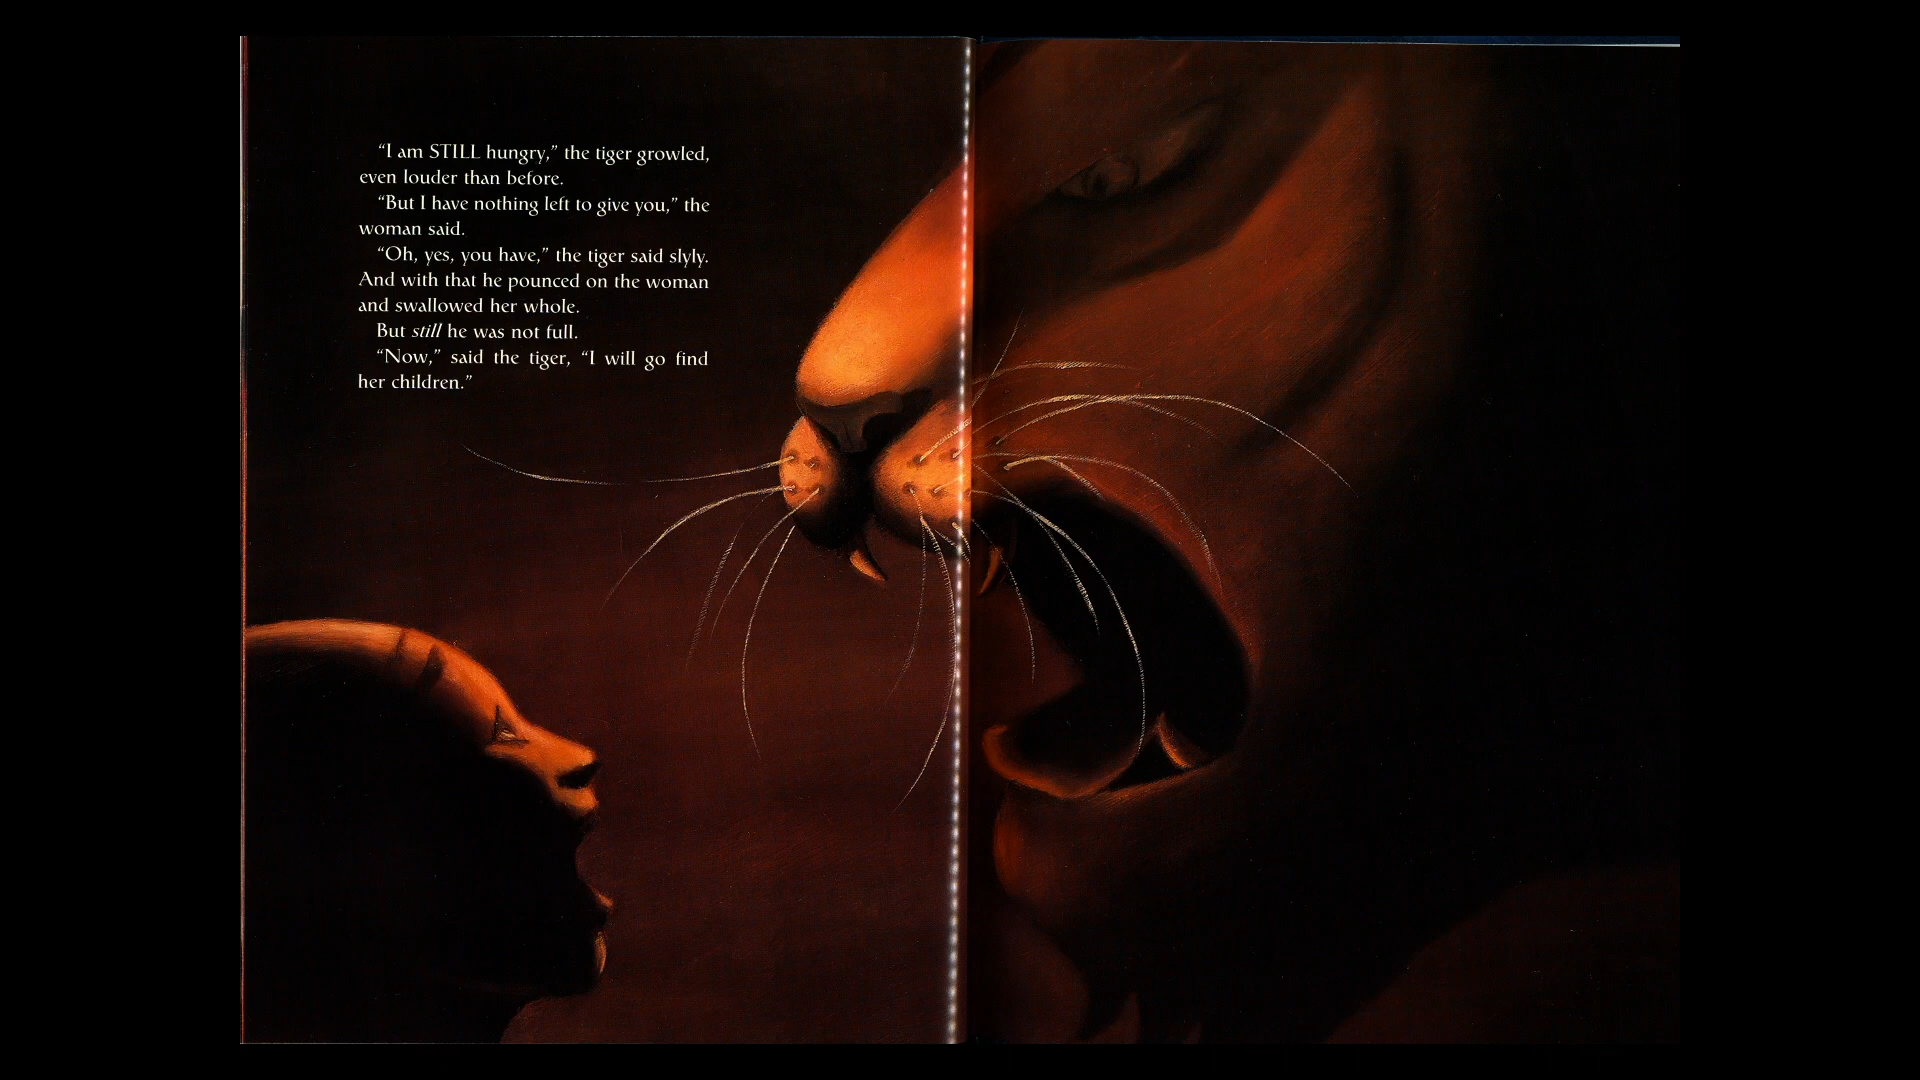 “I am STILL hungry,” the tiger growled,
even louder than before.
“But I have nothing left to give you,” the
woman said.
“Oh, yes, you have,” the tiger said slyly.
And with that he pounced on the woman
and swallowed her whole.
But still he was not full.
“Now,” said the tiger, “I will go find
her children.”